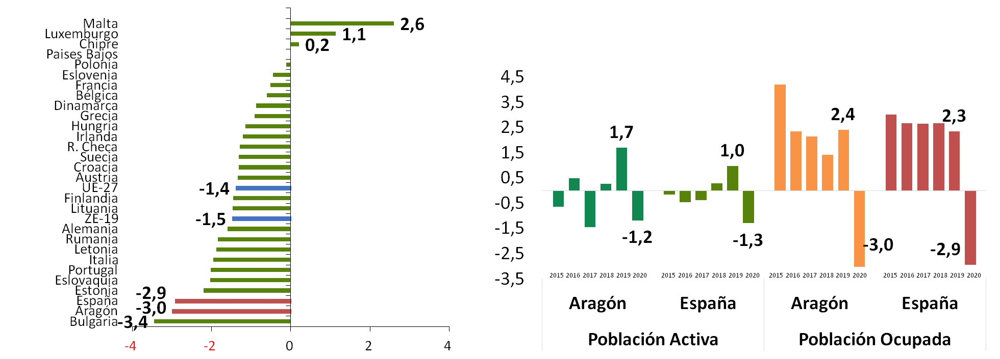 Malta 2,6
Luxemburgo 1,1
Chipre 0,2
Paises Bajos
Polonia
Eslovenia
Francia
Bélgica
Dinamarca
Grecia
Hungría
Irlanda
R. Checa
Suecia
Croacia
Austria
UE-27 -1,4
Finlandia
Lituania
ZE-19 -1,5
Alemania
Rumanía
Letonia
Italia
Portugal
Eslovaquia
Estonia
España -2,9
Aragón -3,0
Bulgaria -3,4
-4 -2 0 2 4
4,5
3,5
2,5
1,5
0,5
-0,5
-1,5
-2,5
-3,5
1,7
-1,2
1,0
-1,3
2,4
-3,0
2,3
-2,9
2015 2016 2017 2018 2019 2020 2015 2016 2017 2018 2019 2020 2015 2016 2017 2018 2019 2020 2015 2016 2017 2018 2019 2020
Aragón España Aragón España
Población Activa Población Ocupada